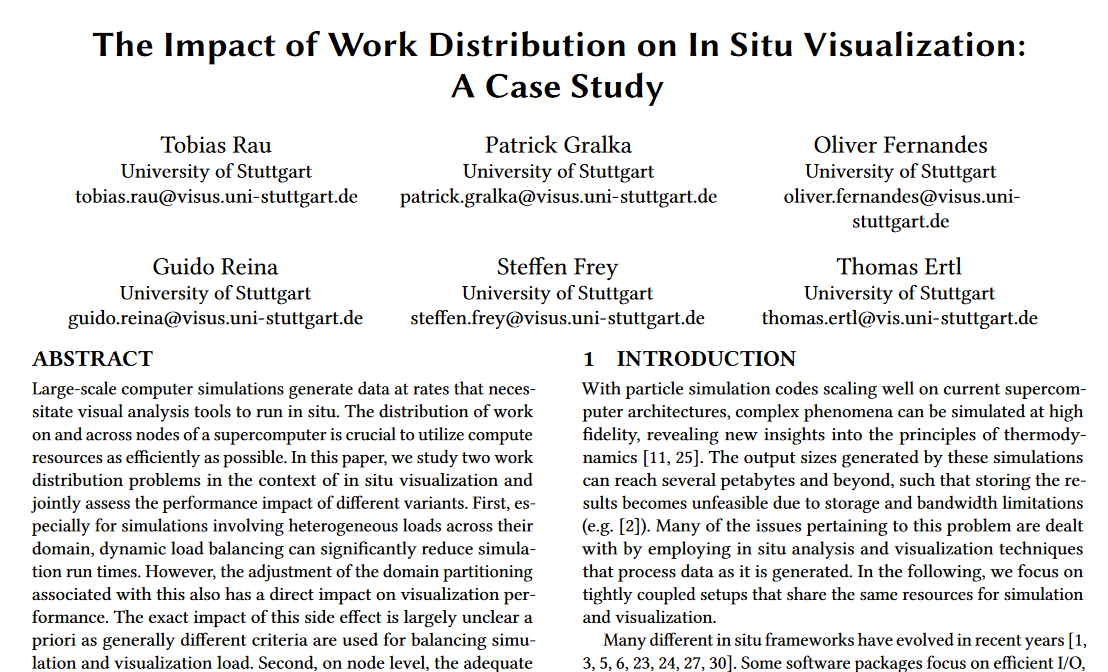 The Impact of Work Distribution on In Situ Visualization:
A Case Study
Tobias Rau
University of Stuttgart
tobias.rau@visus.uni-stuttgart.de
Patrick Gralka
University of Stuttgart
patrick.gralka@visus.uni-stuttgart.de
Oliver Fernandes
University of Stuttgart
oliver.fernandes@visus.uni-
stuttgart.de
Guido Reina
University of Stuttgart
guido.reina@visus.uni-stuttgart.de
Steffen Frey
University of Stuttgart
steffen.frey@visus.uni-stuttgart.de
Thomas Ertl
University of Stuttgart
thomas.ertl@vis.uni-stuttgart.de
ABSTRACT
Large-scale computer simulations generate data at rates that neces-
sitate visual analysis tools to run in situ. The distribution of work
on and across nodes of a supercomputer is crucial to utilize compute
resources as efficiently as possible. In this paper, we study two work
distribution problems in the context of in situ visualization and
jointly assess the performance impact of different variants. First, es-
pecially for simulations involving heterogeneous loads across their
domain, dynamic load balancing can significantly reduce simula-
tion run times. However, the adjustment of the domain partitioning
associated with this also has a direct impact on visualization per-
formance. The exact impact of this side effect is largely unclear a
priori as generally different criteria are used for balancing simu-
lation and visualization load. Second, on node level, the adequate
1 INTRODUCTION
With particle simulation codes scaling well on current supercom-
puter architectures, complex phenomena can be simulated at high
fidelity, revealing new insights into the principles of thermody-
namics [11, 25]. The output sizes generated by these simulations
can reach several petabytes and beyond, such that storing the re-
sults becomes unfeasible due to storage and bandwidth limitations
(e.g. [2]). Many of the issues pertaining to this problem are dealt
with by employing in situ analysis and visualization techniques
that process data as it is generated. In the following, we focus on
tightly coupled setups that share the same resources for simulation
and visualization.
Many different in situ frameworks have evolved in recent years [1,
3, 5, 6, 23, 24, 27, 30]. Some software packages focus on efficient I/O,